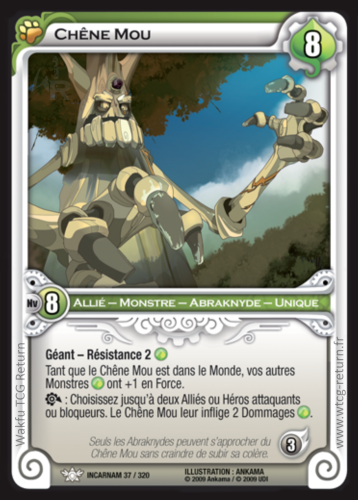 CHÊNE MOU
8
Nv 8
ALLIÉ – MONSTRE – ABRAKNYDE – UNIQUE
Géant – Résistance 2
Tant que le Chêne Mou est dans le Monde, vos autres
Monstres ont +1 en Force.
: Choisissez jusqu'à deux Alliés ou Héros attaquants
ou bloqueurs. Le Chêne Mou leur inflige 2 Dommages .
Seuls les Abraknydes peuvent s'approcher du
Chêne Mou sans craindre de subir sa colère.
3
INCARNAM 37 / 320
ILLUSTRATION : ANKAMA
© 2009 Ankama / © 2009 UDI
Wakfu TCG Return
www.wtcg-return.fr